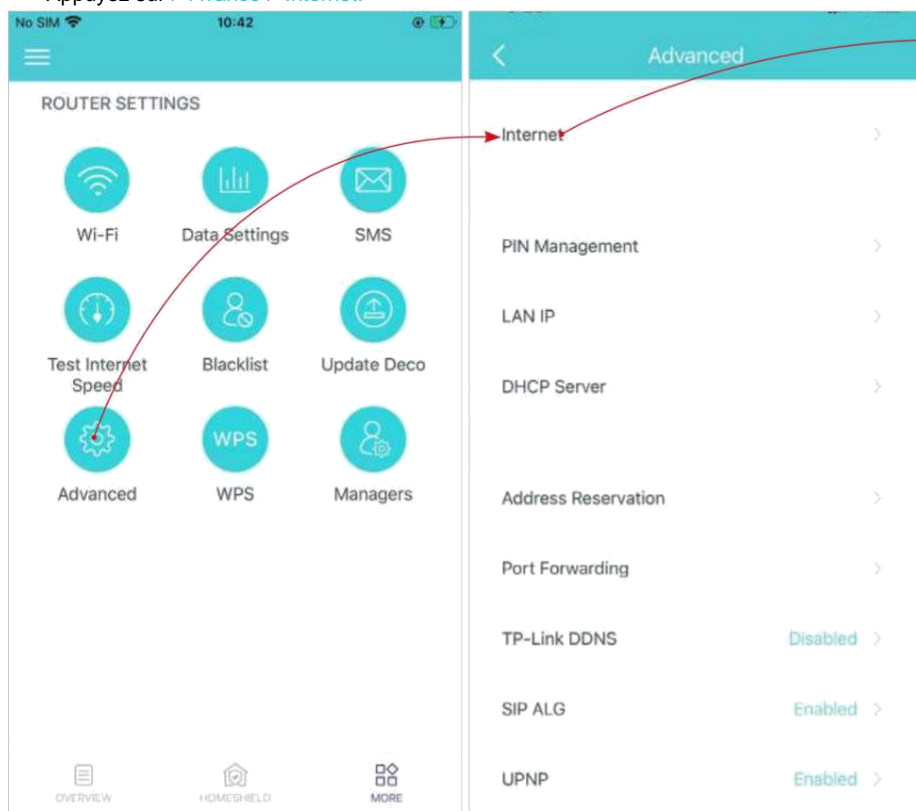 No SIM
10:42
ROUTER SETTINGS
Wi-Fi
Data Settings
SMS
Test Internet
Speed
Blacklist
Update Deco
Advanced
WPS
WPS
Managers
OVERVIEW
HOMESHIELD
MORE
Advanced
Internet
PIN Management
LAN IP
DHCP Server
Address Reservation
Port Forwarding
TP-Link DDNS Disabled
SIP ALG Enabled
UPNP Enabled